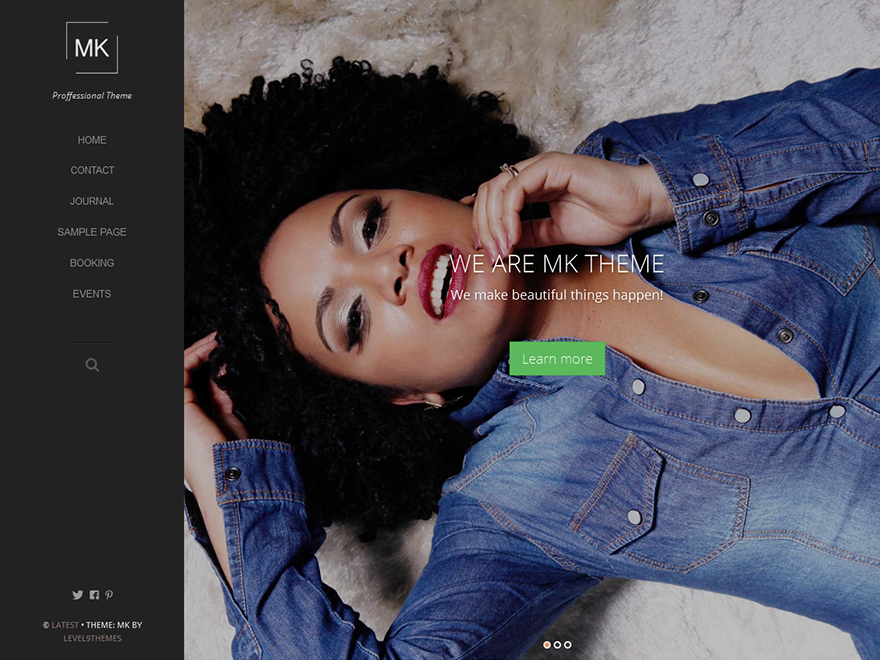 MK
Proffessional Theme
HOME
CONTACT
JOURNAL
SAMPLE PAGE
BOOKING
EVENTS
© LATEST • THEME: MK BY
LEVEL9THEMES
WE ARE MK THEME
We make beautiful things happen!
Learn more